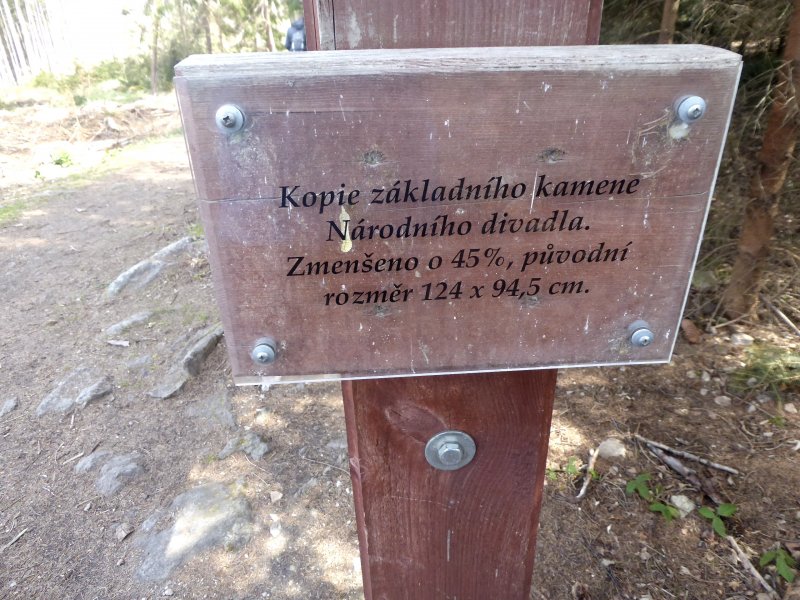 Kopie základního kamene
Národního divadla.
Zmenšeno o 45%, původní
rozměr 124 x 94,5 cm.